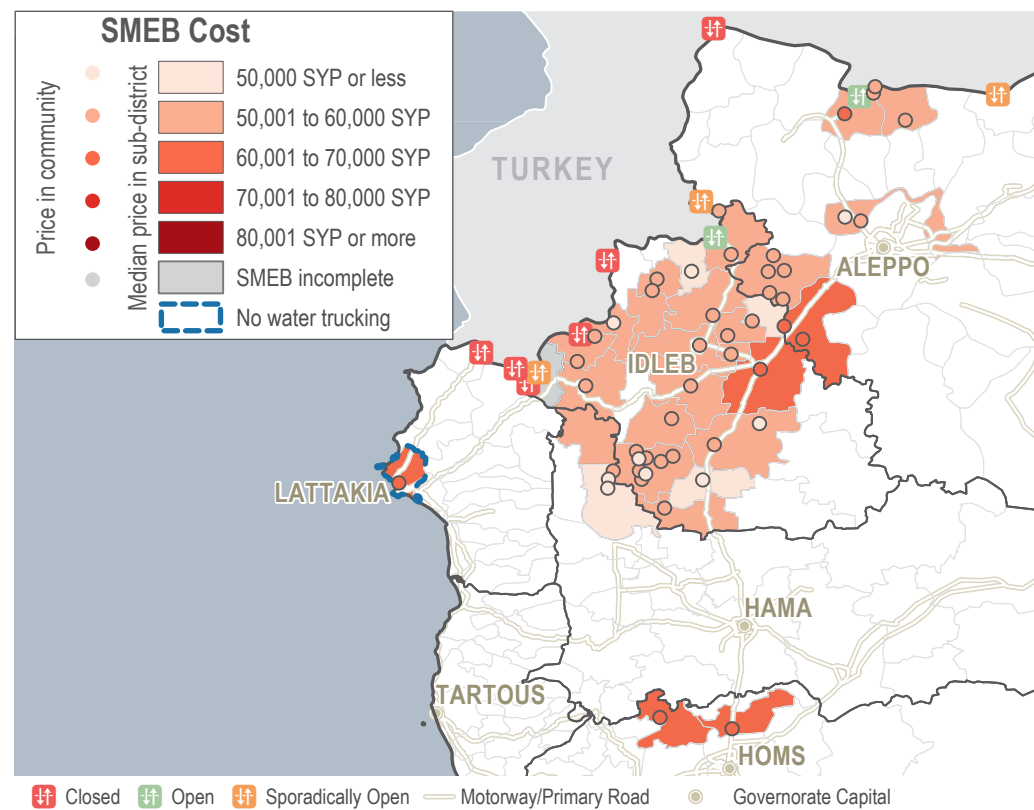 SMEB Cost
Price in community
Median price in sub-district
50,000 SYP or less
50,001 to 60,000 SYP
60,001 to 70,000 SYP
70,001 to 80,000 SYP
80,001 SYP or more
SMEB incomplete
No water trucking
TURKEY
ALEPPO
IDLEB
LATTAKIA
HAMA
TARTOUS
HOMS
Closed Open Sporadically Open Motorway/Primary Road Governorate Capital